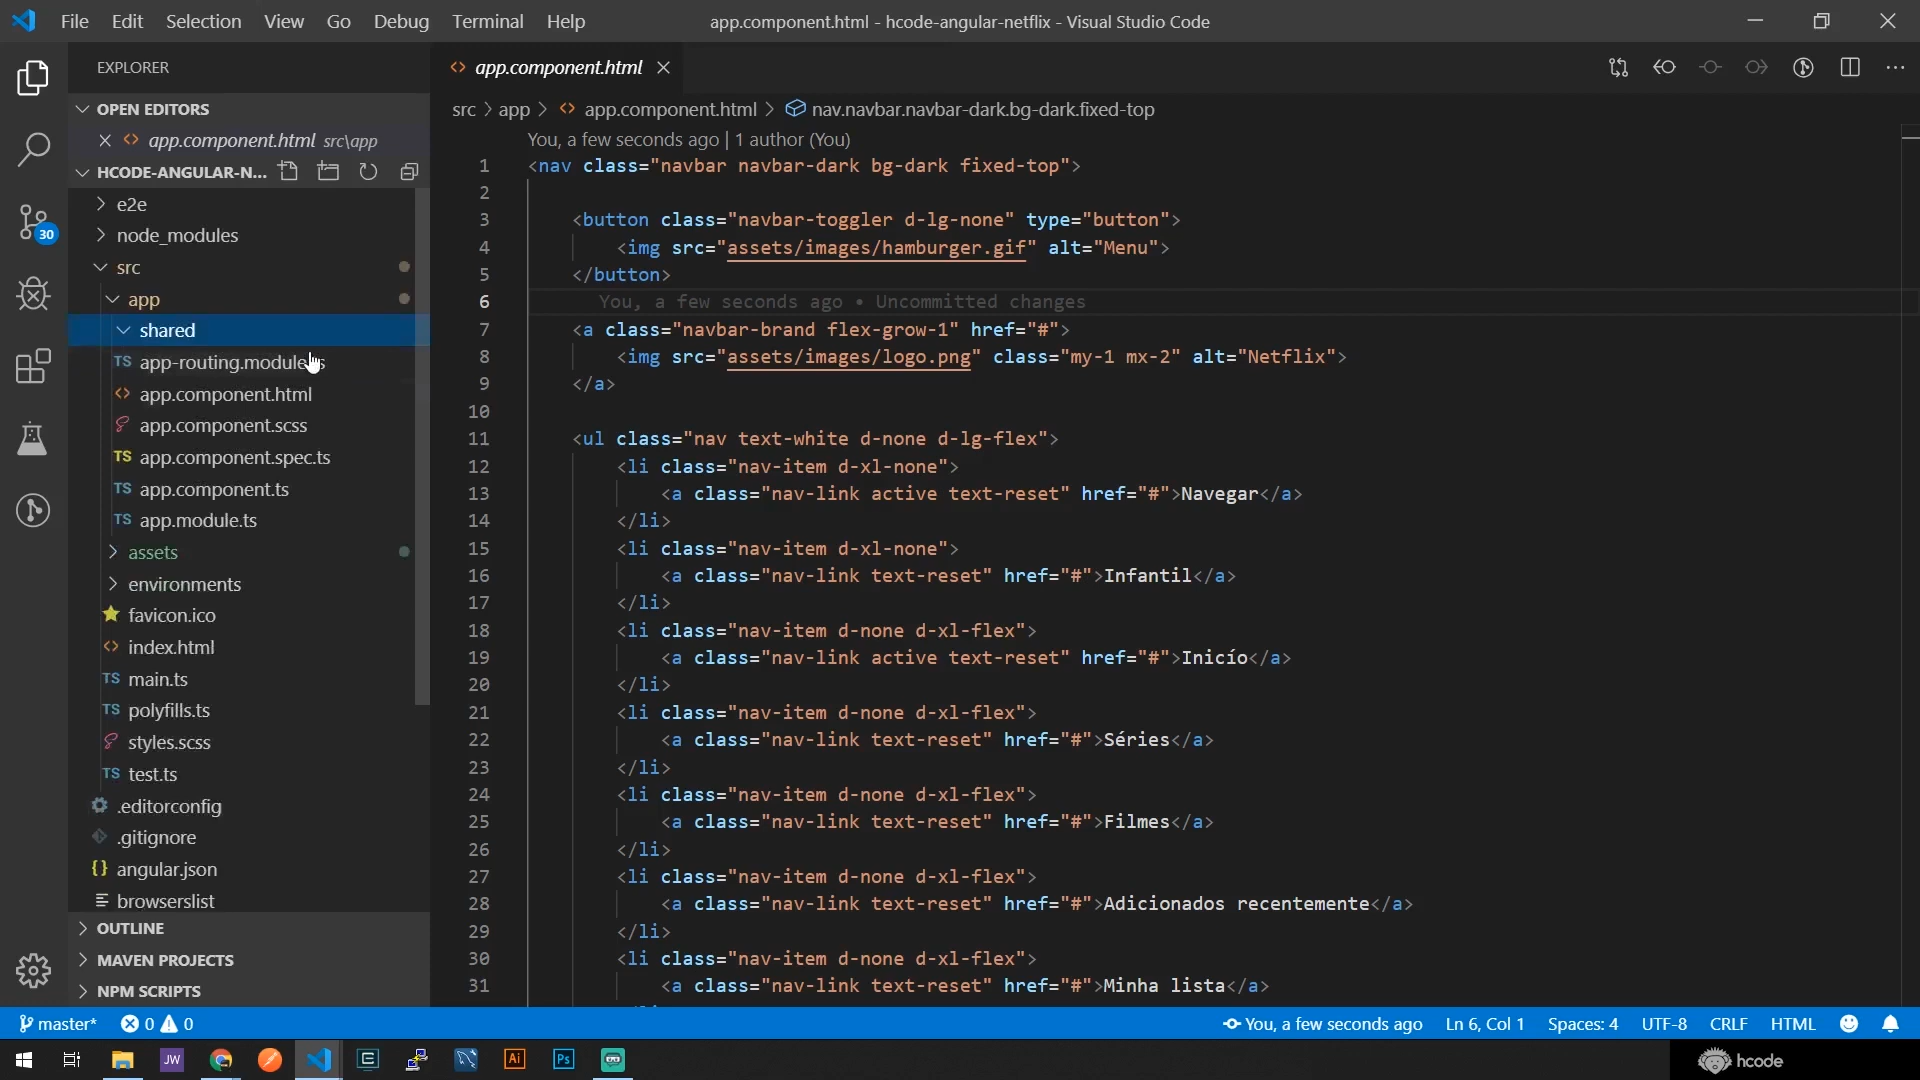 File Edit Selection View Go Debug Terminal Help
app.component.html - hcode-angular-netflix - Visual Studio Code
EXPLORER
OPEN EDITORS
app.component.html src\app
HCODE-ANGULAR-N...
e2e
node_modules
src
app
shared
TS app-routing.module
app.component.html
app.component.scss
TS app.component.spec.ts
TS app.component.ts
TS app.module.ts
assets
environments
favicon.ico
index.html
TS main.ts
TS polyfills.ts
styles.scss
TS test.ts
.editorconfig
.gitignore
{} angular.json
browserslist
OUTLINE
MAVEN PROJECTS
NPM SCRIPTS
30
app.component.html
src > app > app.component.html > nav.navbar.navbar-dark.bg-dark.fixed-top
You, a few seconds ago | 1 author (You)
1 <nav class="navbar navbar-dark bg-dark fixed-top">
2
3 <button class="navbar-toggler d-lg-none" type="button">
4 <img src="assets/images/hamburger.gif" alt="Menu">
5 </button>
6 You, a few seconds ago • Uncommitted changes
7 <a class="navbar-brand flex-grow-1" href="#">
8 <img src="assets/images/logo.png" class="my-1 mx-2" alt="Netflix">
9 </a>
10
11 <ul class="nav text-white d-none d-lg-flex">
12 <li class="nav-item d-xl-none">
13 <a class="nav-link active text-reset" href="#">Navegar</a>
14 </li>
15 <li class="nav-item d-xl-none">
16 <a class="nav-link text-reset" href="#">Infantil</a>
17 </li>
18 <li class="nav-item d-none d-xl-flex">
19 <a class="nav-link active text-reset" href="#">Inicío</a>
20 </li>
21 <li class="nav-item d-none d-xl-flex">
22 <a class="nav-link text-reset" href="#">Séries</a>
23 </li>
24 <li class="nav-item d-none d-xl-flex">
25 <a class="nav-link text-reset" href="#">Filmes</a>
26 </li>
27 <li class="nav-item d-none d-xl-flex">
28 <a class="nav-link text-reset" href="#">Adicionados recentemente</a>
29 </li>
30 <li class="nav-item d-none d-xl-flex">
31 <a class="nav-link text-reset" href="#">Minha lista</a>
master* 0 0
You, a few seconds ago Ln 6, Col 1 Spaces: 4 UTF-8 CRLF HTML
JW Ai Ps
hcode